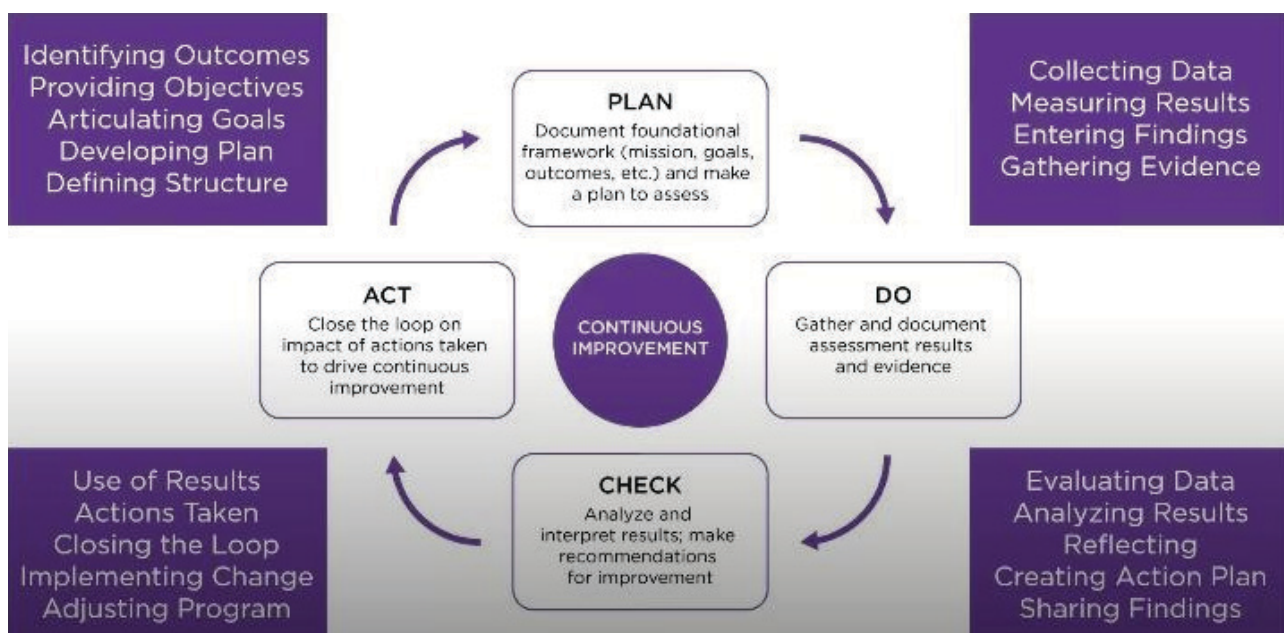 Identifying Outcomes
Providing Objectives
Articulating Goals
Developing Plan
Defining Structure
PLAN
Document foundational
framework (mission, goals,
outcomes, etc.) and make
a plan to assess
Collecting Data
Measuring Results
Entering Findings
Gathering Evidence
ACT
Close the loop on
impact of actions taken
to drive continuous
improvement
CONTINUOUS
IMPROVEMENT
DO
Gather and document
assessment results
and evidence
Use of Results
Actions Taken
Closing the Loop
Implementing Change
Adjusting Program
CHECK
Analyze and
interpret results; make
recommendations
for improvement
Evaluating Data
Analyzing Results
Reflecting
Creating Action Plan
Sharing Findings